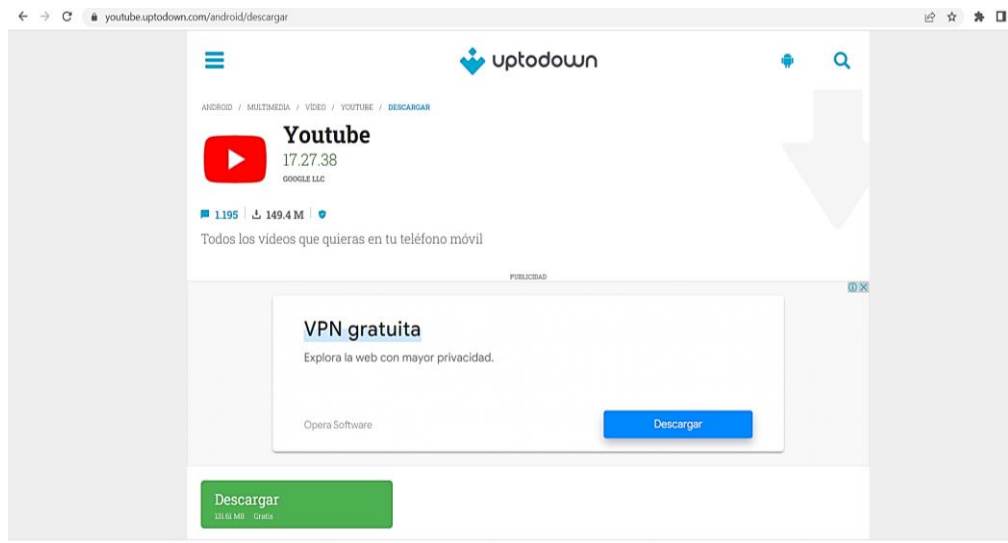 youtube.uptodown.com/android/descargar
uptodown
ANDROID / MULTIMEDIA / VÍDEO / YOUTUBE / DESCARGAR
Youtube
17.27.38
GOOGLE LLC
1.195 149.4 M
Todos los vídeos que quieras en tu teléfono móvil
PUBLICIDAD
VPN gratuita
Explora la web con mayor privacidad.
Opera Software Descargar
Descargar
131.61 MB Gratis